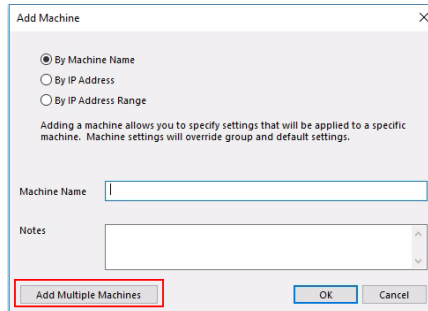 Add Machine
By Machine Name
By IP Address
By IP Address Range
Adding a machine allows you to specify settings that will be applied to a specific
machine. Machine settings will override group and default settings.
Machine Name
Notes
Add Multiple Machines OK Cancel